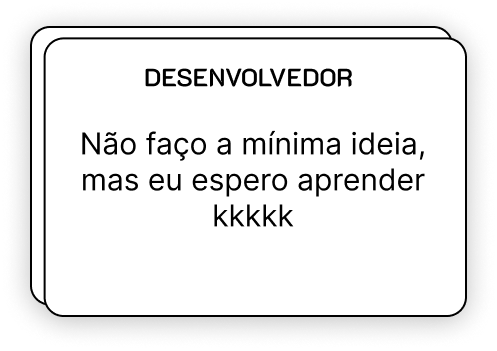 DESENVOLVEDOR
Não faço a mínima ideia,
mas eu espero aprender
kkkkk